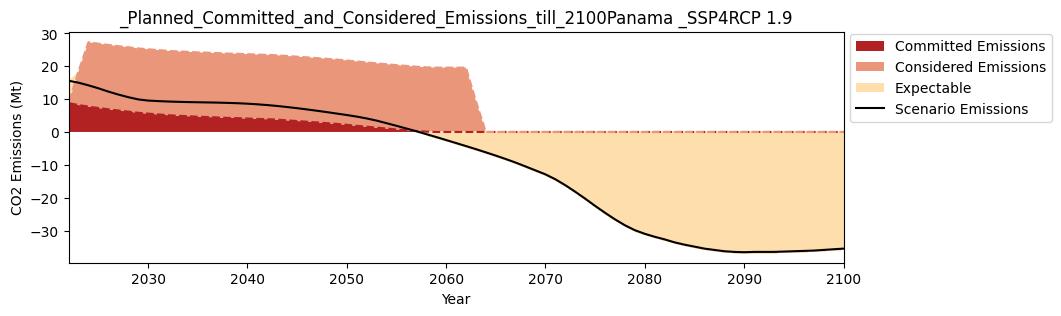 _Planned_Committed_and_Considered_Emissions_till_2100Panama _SSP4RCP 1.9
30
20
10
0
−10
−20
−30
CO2 Emissions (Mt)
2030
2040
2050
2060
2070
2080
2090
2100
Year
Committed Emissions
Considered Emissions
Expectable
Scenario Emissions